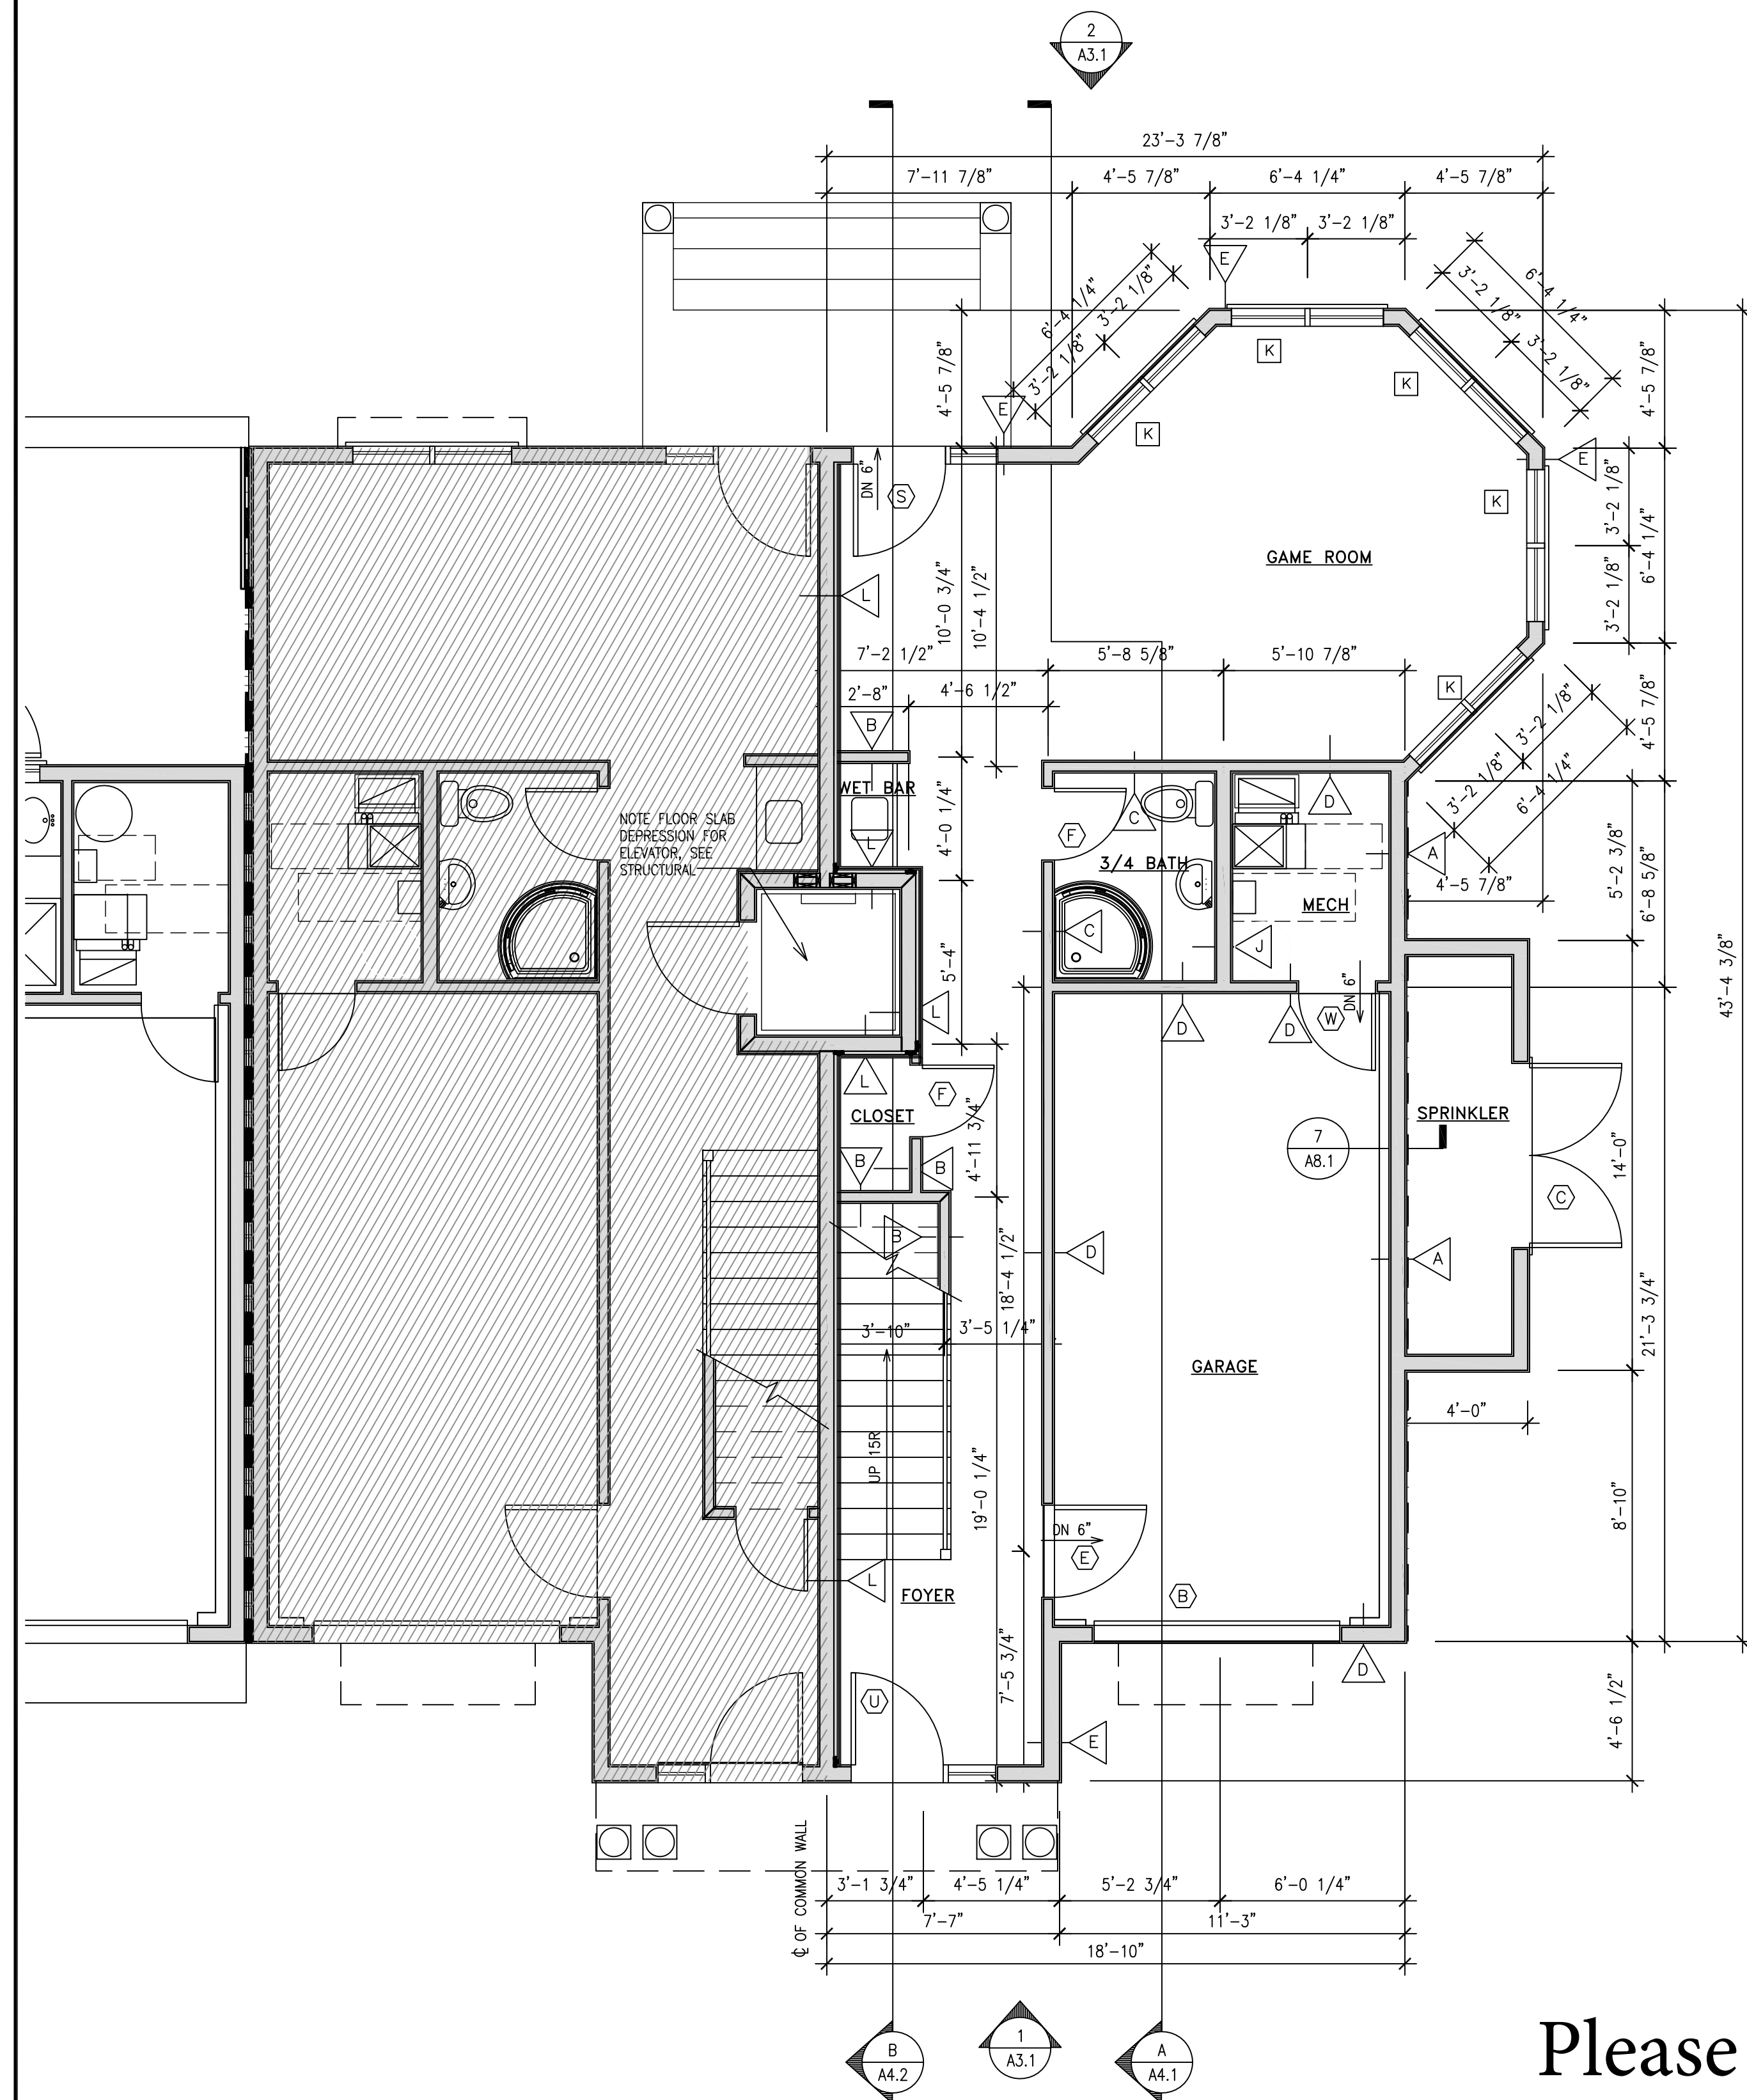 2
A3.1
23'-3 7/8"
7'-11 7/8" 4'-5 7/8" 6'-4 1/4" 4'-5 7/8"
3'-2 1/8" 3'-2 1/8"
E
6'-4 1/4"
3'-2 1/8"
3'-2 1/8"
3'-2 1/8"
6'-4 1/4"
3'-2 1/8"
4'-5 7/8"
4'-5 7/8"
K
K
K
E
E
K
DN 6"
S
3'-2 1/8"
6'-4 1/4"
3'-2 1/8"
GAME ROOM
L
10'-0 3/4"
10'-4 1/2"
7'-2 1/2" 5'-8 5/8" 5'-10 7/8"
2'-8" 4'-6 1/2"
K
B
3'-2 1/8"
3'-2 1/8"
6'-4 1/4"
4'-5 7/8"
WET BAR
NOTE FLOOR SLAB
DEPRESSION FOR
ELEVATOR, SEE
STRUCTURAL
L
4'-0 1/4"
F
C
D
A
3/4 BATH
4'-5 7/8"
MECH
5'-2 3/8"
6'-8 5/8"
C
J
5'-4"
L
D
D
W
DN 6"
43'-4 3/8"
L
F
CLOSET
4'-11 3/4"
SPRINKLER
7
A8.1
B
B
14'-0"
C
B
D
A
18'-4 1/2"
3'-10" 3'-5 1/4"
21'-3 3/4"
GARAGE
4'-0"
UP 15R
19'-0 1/4"
8'-10"
DN 6"
E
L
FOYER
B
7'-5 3/4"
D
U
E
4'-6 1/2"
℄ OF COMMON WALL
3'-1 3/4" 4'-5 1/4" 5'-2 3/4" 6'-0 1/4"
7'-7" 11'-3"
18'-10"
B
A4.2
1
A3.1
A
A4.1
Please